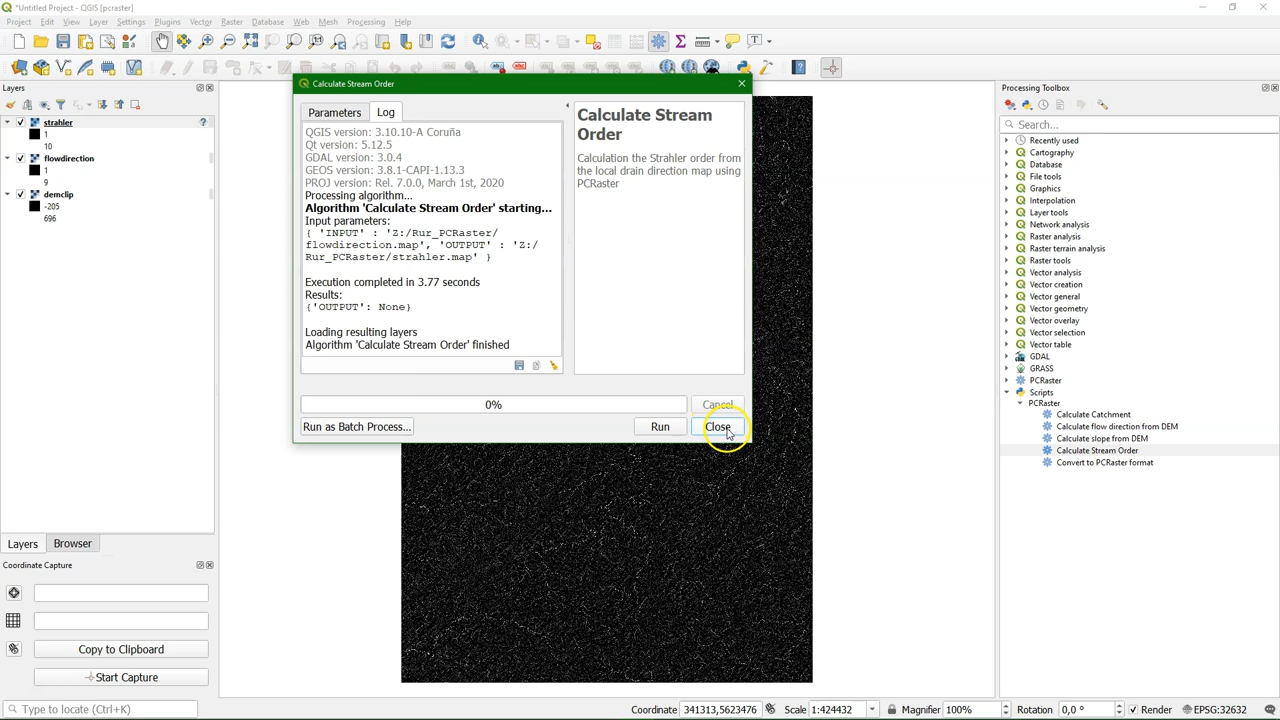 *Untitled Project - QGIS [pcraster]
Project Edit View Layer Settings Plugins Vector Raster Database Web Mesh Processing Help
Layers
strahler
1
10
flowdirection
1
9
demclip
-205
696
Layers Browser
Coordinate Capture
Copy to Clipboard
Start Capture
Calculate Stream Order
Parameters Log
QGIS version: 3.10.10-A Coruña
Qt version: 5.12.5
GDAL version: 3.0.4
GEOS version: 3.8.1-CAPI-1.13.3
PROJ version: Rel. 7.0.0, March 1st, 2020
Processing algorithm...
Algorithm 'Calculate Stream Order' starting...
Input parameters:
{ 'INPUT' : 'Z:/Rur_PCRaster/
flowdirection.map', 'OUTPUT' : 'Z:/
Rur_PCRaster/strahler.map' }
Execution completed in 3.77 seconds
Results:
{'OUTPUT': None}
Loading resulting layers
Algorithm 'Calculate Stream Order' finished
Calculate Stream
Order
Calculation the Strahler order from
the local drain direction map using
PCRaster
0%
Cancel
Run as Batch Process...
Run
Close
Processing Toolbox
Search...
Recently used
Cartography
Database
File tools
Graphics
Interpolation
Layer tools
Network analysis
Raster analysis
Raster terrain analysis
Raster tools
Vector analysis
Vector creation
Vector general
Vector geometry
Vector overlay
Vector selection
Vector table
GDAL
GRASS
PCRaster
Scripts
PCRaster
Calculate Catchment
Calculate flow direction from DEM
Calculate slope from DEM
Calculate Stream Order
Convert to PCRaster format
Type to locate (Ctrl+K)
Coordinate 341313,5623476 Scale 1:424432 Magnifier 100% Rotation 0,0 ° Render EPSG:32632